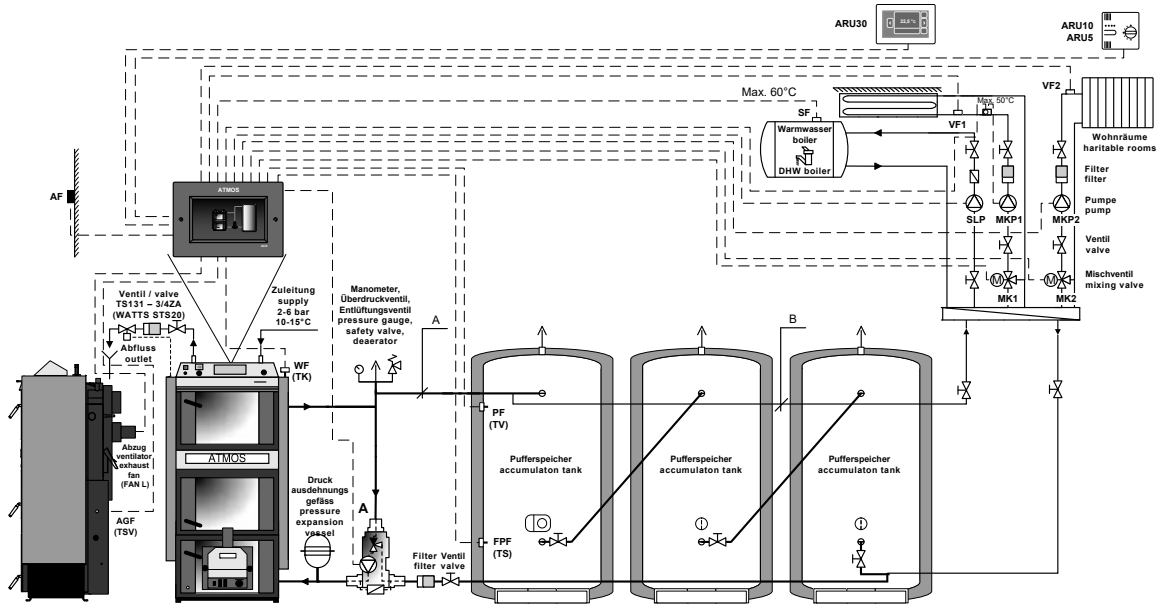 ARU30
22,5 °C
ARU10
ARU5
Max. 60°C
SF
VF1
Max. 50°C
VF2
Wohnräume
haritable rooms
Warmwasser
boiler
DHW boiler
Filter
filter
Pumpe
pump
SLP
MKP1
MKP2
Ventil
valve
Mischventil
mixing valve
M
M
MK1
MK2
AF
ATMOS
Ventil / valve
TS131 – 3/4ZA
(WATTS STS20)
Zuleitung
supply
2-6 bar
10-15°C
Manometer,
Überdruckventil,
Entlüftungsventil
pressure gauge,
safety valve,
deaerator
A
B
Abfluss
outlet
WF
(TK)
PF
(TV)
Abzug
ventilator
exhaust
fan
(FAN L)
ATMOS
Pufferspeicher
accumulaton tank
Pufferspeicher
accumulaton tank
Pufferspeicher
accumulaton tank
Druck
ausdehnungs
gefäss
pressure
expansion
vessel
A
AGF
(TSV)
FPF
(TS)
Filter Ventil
filter valve